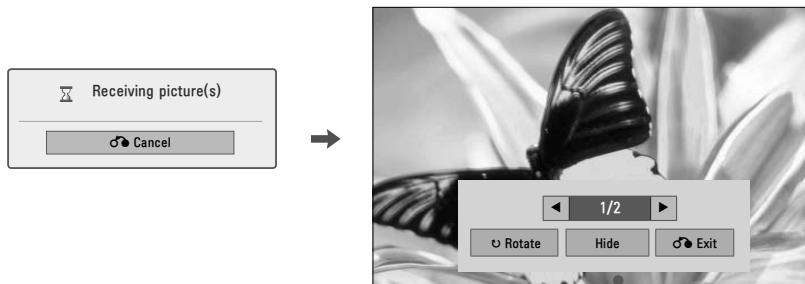 Receiving picture(s)
Cancel
1/2
Rotate
Hide
Exit